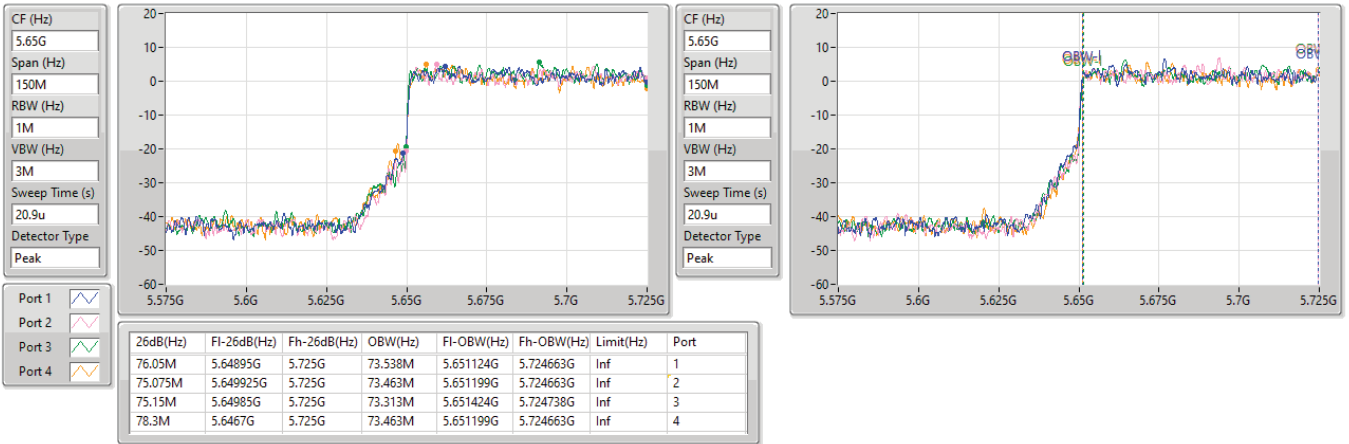 CF (Hz)
5.65G
Span (Hz)
150M
RBW (Hz)
1M
VBW (Hz)
3M
Sweep Time (s)
20.9u
Detector Type
Peak
20
10
0
-10
-20
-30
-40
-50
-60
5.575G 5.6G 5.625G 5.65G 5.675G 5.7G 5.725G
CF (Hz)
5.65G
Span (Hz)
150M
RBW (Hz)
1M
VBW (Hz)
3M
Sweep Time (s)
20.9u
Detector Type
Peak
20
10
0
-10
-20
-30
-40
-50
-60
OBW-l
OBW
5.575G 5.6G 5.625G 5.65G 5.675G 5.7G 5.725G
Port 1
Port 2
Port 3
Port 4
26dB(Hz) Fl-26dB(Hz) Fh-26dB(Hz) OBW(Hz) Fl-OBW(Hz) Fh-OBW(Hz) Limit(Hz) Port
76.05M 5.64895G 5.725G 73.538M 5.651124G 5.724663G Inf 1
75.075M 5.649925G 5.725G 73.463M 5.651199G 5.724663G Inf 2
75.15M 5.64985G 5.725G 73.313M 5.651424G 5.724738G Inf 3
78.3M 5.6467G 5.725G 73.463M 5.651199G 5.724663G Inf 4